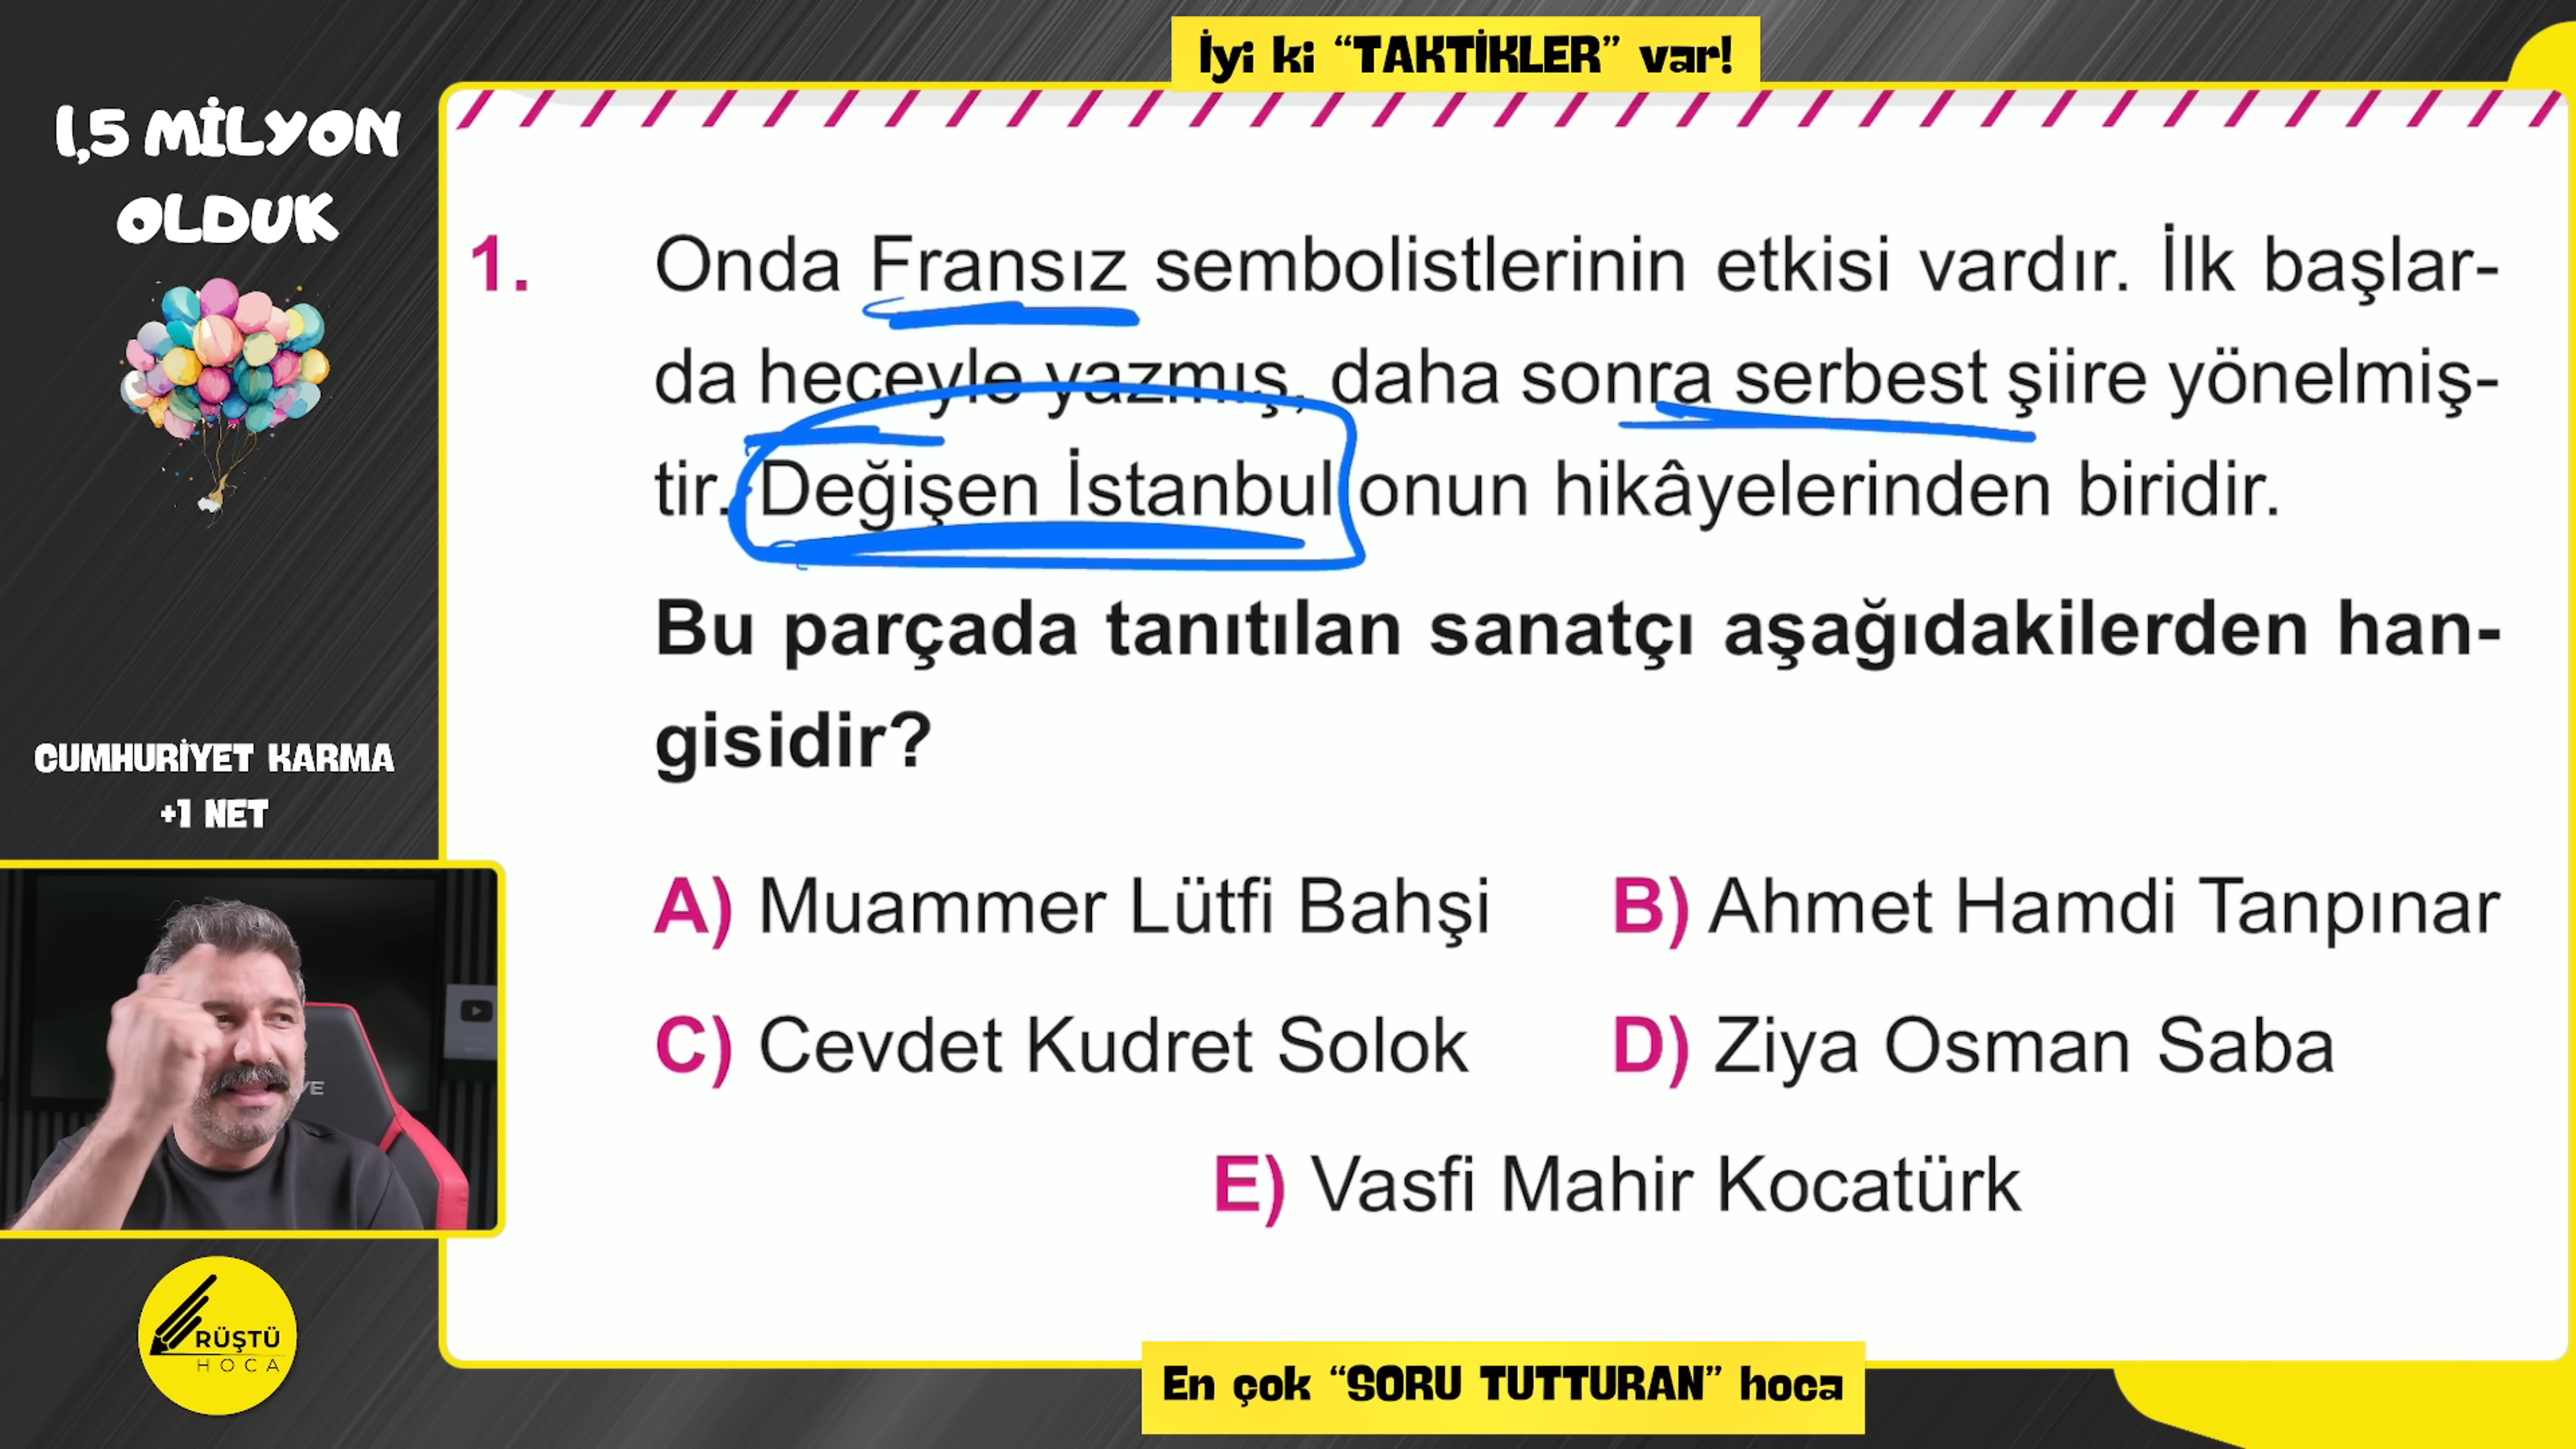 İyi ki “TAKTİKLER” var!
1,5 MİLYON
OLDUK
1. Onda Fransız sembolistlerinin etkisi vardır. İlk başlar-
da heceyle yazmış, daha sonra serbest şiire yönelmiş-
tir. Değişen İstanbul onun hikâyelerinden biridir.
Bu parçada tanıtılan sanatçı aşağıdakilerden han-
gisidir?
CUMHURİYET KARMA
+1 NET
A) Muammer Lütfi Bahşi
B) Ahmet Hamdi Tanpınar
C) Cevdet Kudret Solok
D) Ziya Osman Saba
E) Vasfi Mahir Kocatürk
RÜŞTÜ
HOCA
En çok “SORU TUTTURAN” hoca